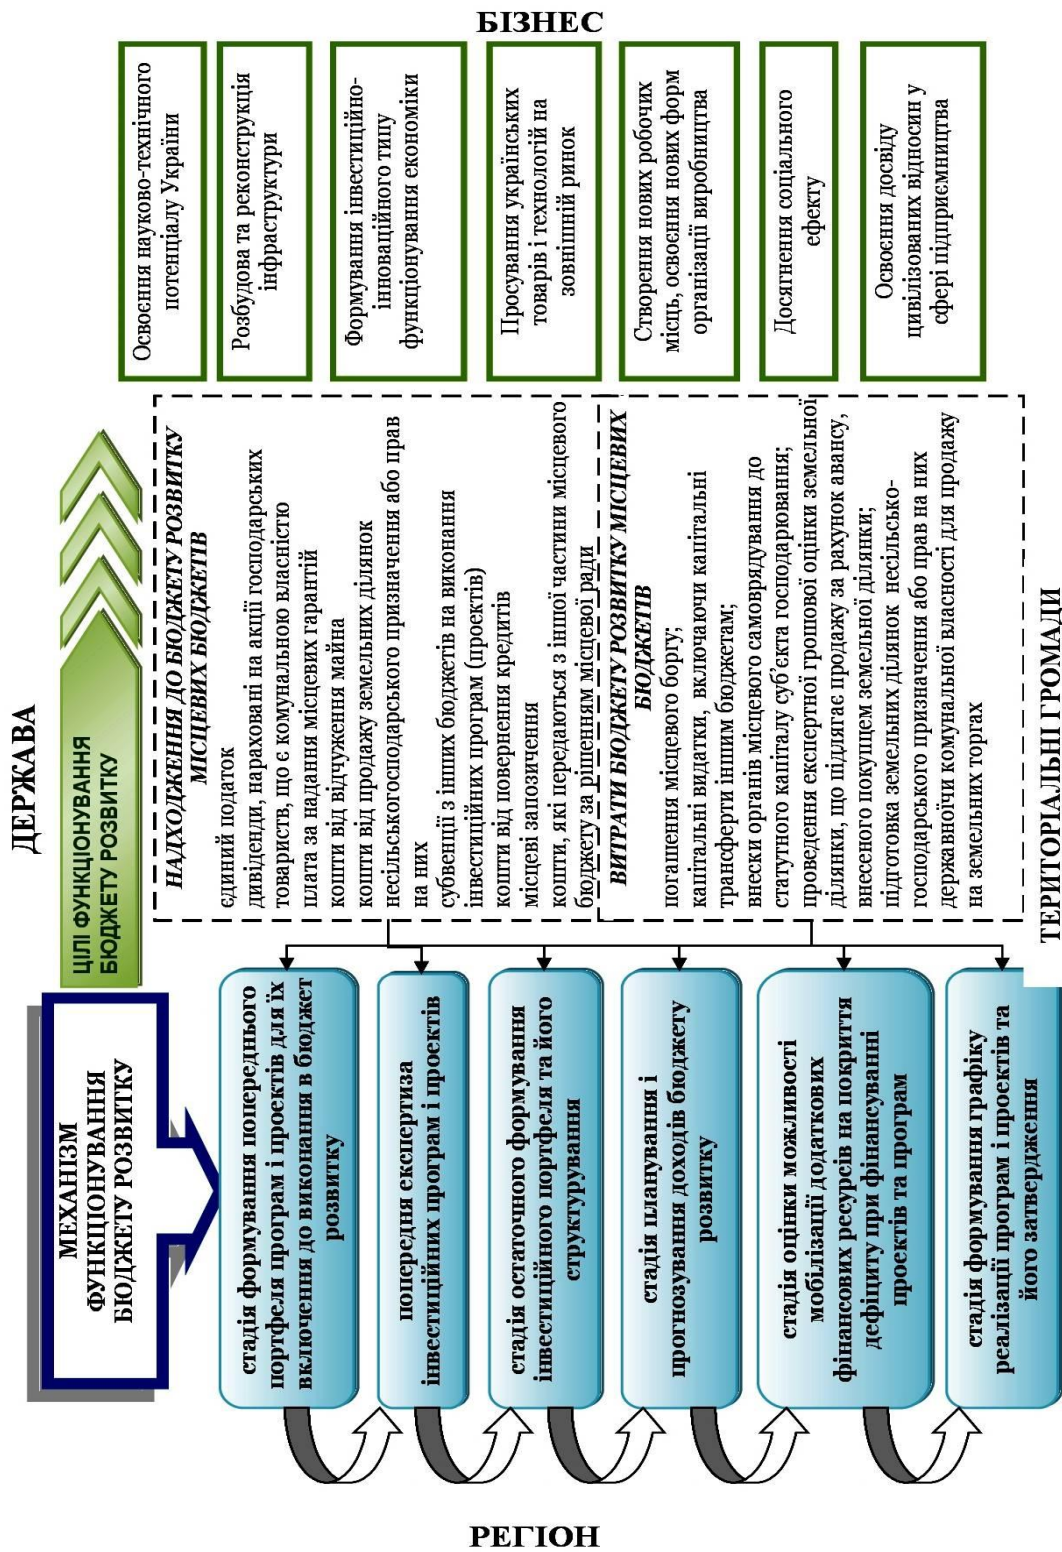 ДЕРЖАВА
МЕХАНІЗМ
ФУНКЦІОНУВАННЯ
БЮДЖЕТУ РОЗВИТКУ
ЦІЛІ ФУНКЦІОНУВАННЯ
БЮДЖЕТУ РОЗВИТКУ
РЕГІОН
стадія формування попереднього
портфеля програм і проектів для їх
включення до виконання в бюджет
розвитку
попередня експертиза
інвестиційних програм і проектів
стадія остаточного формування
інвестиційного портфеля та його
структурування
стадія планування і
прогнозування доходів бюджету
розвитку
стадія оцінки можливості
мобілізації додаткових
фінансових ресурсів на покриття
дефіциту при фінансуванні
проектів та програм
стадія формування графіку
реалізації програм і проектів та
його затвердження
НАДХОДЖЕННЯ ДО БЮДЖЕТУ РОЗВИТКУ
МІСЦЕВИХ БЮДЖЕТІВ
єдиний податок
дивіденди, нараховані на акції господарських
товариств, що є комунальною власністю
плата за надання місцевих гарантій
кошти від відчуження майна
кошти від продажу земельних ділянок
несільськогосподарського призначення або прав
на них
субвенції з інших бюджетів на виконання
інвестиційних програм (проектів)
кошти від повернення кредитів
місцеві запозичення
кошти, які передаються з іншої частини місцевого
бюджету за рішенням місцевої ради
ВИТРАТИ БЮДЖЕТУ РОЗВИТКУ МІСЦЕВИХ
БЮДЖЕТІВ
погашення місцевого боргу;
капітальні видатки, включаючи капітальні
трансферти іншим бюджетам;
внески органів місцевого самоврядування до
статутного капіталу суб’єкта господарювання;
проведення експертної грошової оцінки земельної
ділянки, що підлягає продажу за рахунок авансу,
внесеного покупцем земельної ділянки;
підготовка земельних ділянок несільсько-
господарського призначення або прав на них
державноїчи комунальної власності для продажу
на земельних торгах
БІЗНЕС
Освоєння науково-технічного
потенціалу України
Розбудова та реконструкція
інфраструктури
Формування інвестиційно-
інноваційного типу
функціонування економіки
Просування українських
товарів і технологій на
зовнішній ринок
Створення нових робочих
місць, освоєння нових форм
організації виробництва
Досягнення соціального
ефекту
Освоєння досвіду
цивілізованих відносин у
сфері підприємництва
ТЕРИТОРІАЛЬНІ ГРОМАДИ